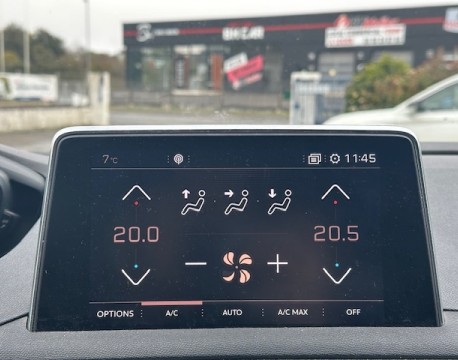 7°C 11:45
20.0 20.5
− +
OPTIONS A/C AUTO A/C MAX OFF